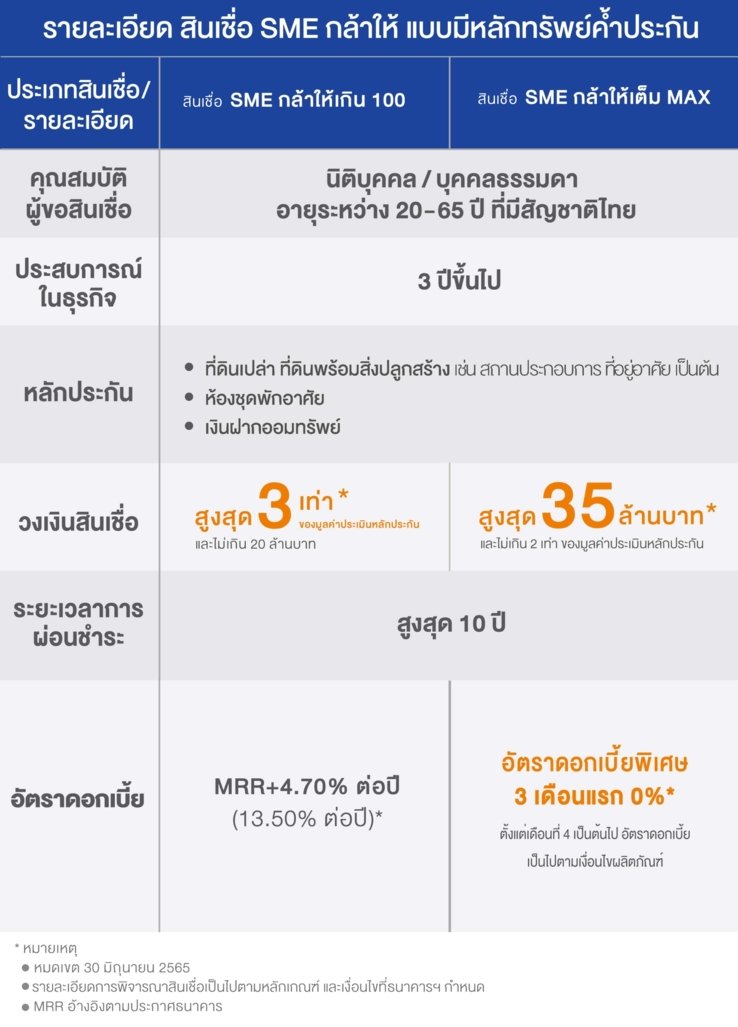 รายละเอียด สินเชื่อ SME กล้าให้ แบบมีหลักทรัพย์ค้ำประกัน
ประเภทสินเชื่อ/
รายละเอียด
สินเชื่อ SME กล้าให้เกิน 100
สินเชื่อ SME กล้าให้เต็ม MAX
คุณสมบัติ
ผู้ขอสินเชื่อ
นิติบุคคล / บุคคลธรรมดา
อายุระหว่าง 20-65 ปี ที่มีสัญชาติไทย
ประสบการณ์
ในธุรกิจ
3 ปีขึ้นไป
หลักประกัน
• ที่ดินเปล่า ที่ดินพร้อมสิ่งปลูกสร้าง เช่น สถานประกอบการ ที่อยู่อาศัย เป็นต้น
• ห้องชุดพักอาศัย
• เงินฝากออมทรัพย์
วงเงินสินเชื่อ
สูงสุด 3 เท่า*
ของมูลค่าประเมินหลักประกัน
และไม่เกิน 20 ล้านบาท
สูงสุด 35 ล้านบาท*
และไม่เกิน 2 เท่า ของมูลค่าประเมินหลักประกัน
ระยะเวลาการ
ผ่อนชำระ
สูงสุด 10 ปี
อัตราดอกเบี้ย
MRR+4.70% ต่อปี
(13.50% ต่อปี)*
อัตราดอกเบี้ยพิเศษ
3 เดือนแรก 0%*
ตั้งแต่เดือนที่ 4 เป็นต้นไป อัตราดอกเบี้ย
เป็นไปตามเงื่อนไขผลิตภัณฑ์
* หมายเหตุ
• หมดเขต 30 มิถุนายน 2565
• รายละเอียดการพิจารณาสินเชื่อเป็นไปตามหลักเกณฑ์ และเงื่อนไขที่ธนาคารฯ กำหนด
• MRR อ้างอิงตามประกาศธนาคาร